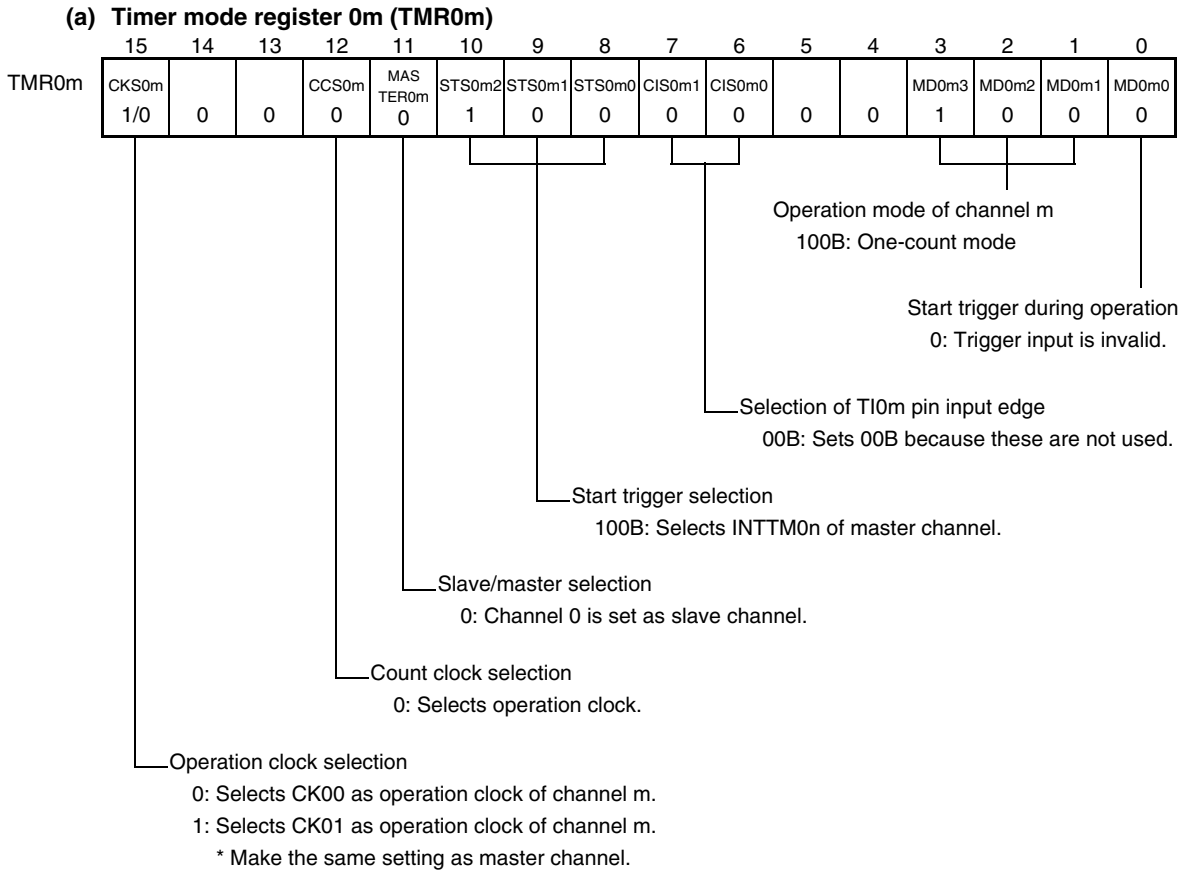 (a) Timer mode register 0m (TMR0m)
15 14 13 12 11 10 9 8 7 6 5 4 3 2 1 0
TMR0m CKS0m CCS0m MAS TER0m STS0m2 STS0m1 STS0m0 CIS0m1 CIS0m0 MD0m3 MD0m2 MD0m1 MD0m0
1/0 0 0 0 0 1 0 0 0 0 0 0 1 0 0 0
Operation mode of channel m
100B: One-count mode
Start trigger during operation
0: Trigger input is invalid.
Selection of TI0m pin input edge
00B: Sets 00B because these are not used.
Start trigger selection
100B: Selects INTTM0n of master channel.
Slave/master selection
0: Channel 0 is set as slave channel.
Count clock selection
0: Selects operation clock.
Operation clock selection
0: Selects CK00 as operation clock of channel m.
1: Selects CK01 as operation clock of channel m.
* Make the same setting as master channel.